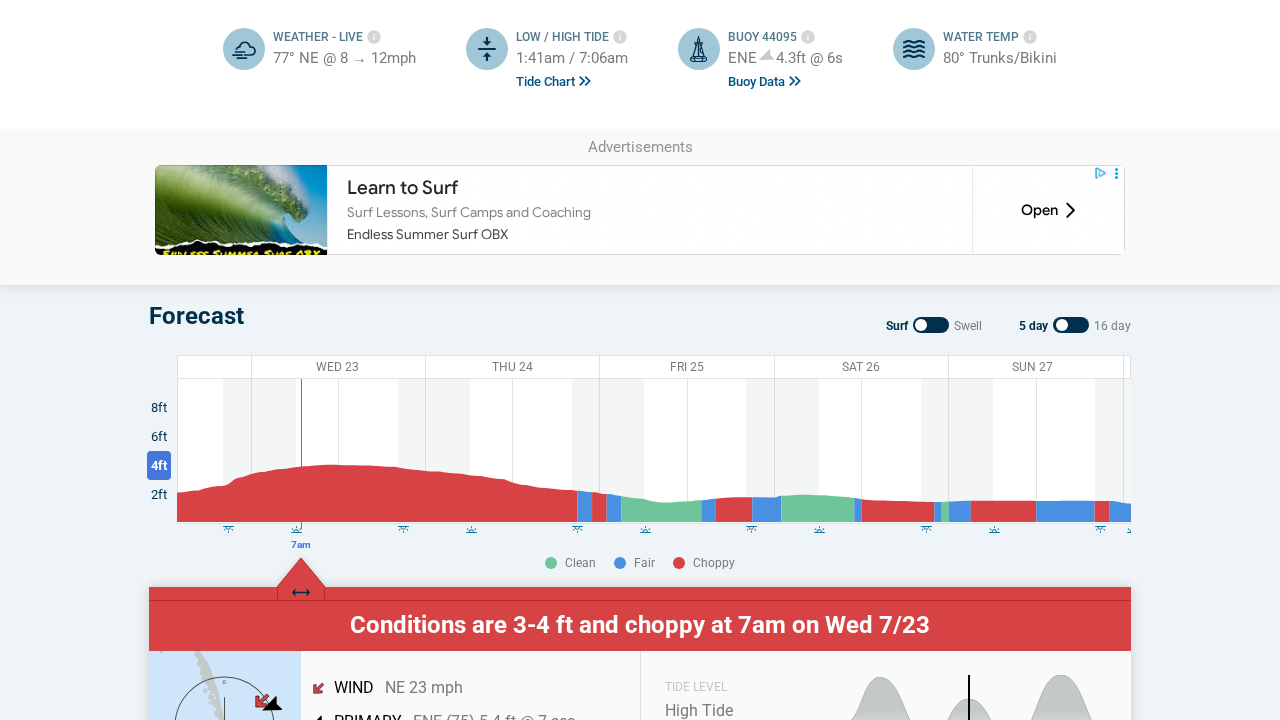 WEATHER - LIVE
77° NE @ 8 → 12mph
LOW / HIGH TIDE
1:41am / 7:06am
Tide Chart
BUOY 44095
ENE 4.3ft @ 6s
Buoy Data
WATER TEMP
80° Trunks/Bikini
Advertisements
ENDLESS SUMMER SURF OBX
Learn to Surf
Surf Lessons, Surf Camps and Coaching
Endless Summer Surf OBX
Open
Forecast
Surf Swell 5 day 16 day
WED 23 THU 24 FRI 25 SAT 26 SUN 27
8ft
6ft
4ft
2ft
7am
Clean Fair Choppy
Conditions are 3-4 ft and choppy at 7am on Wed 7/23
WIND NE 23 mph
PRIMARY ENE (75) 5.4 ft @ 7 sec
TIDE LEVEL
High Tide